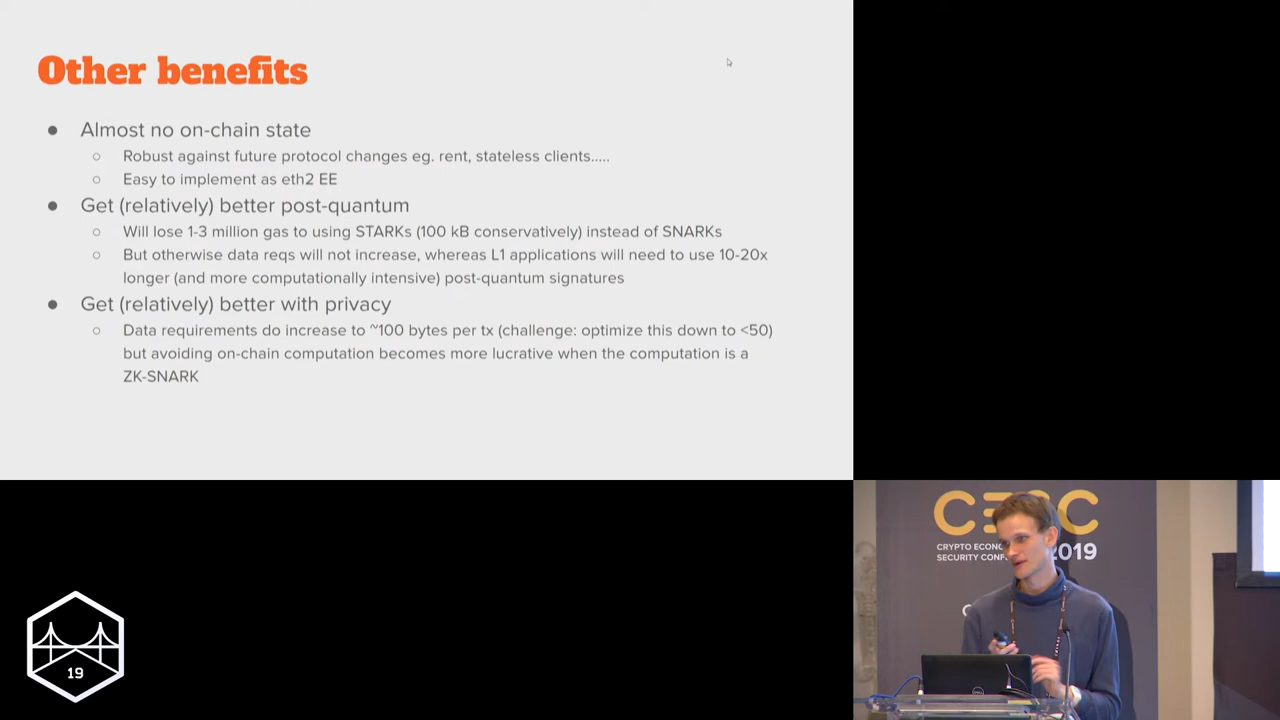 Other benefits
● Almost no on-chain state
○ Robust against future protocol changes eg. rent, stateless clients.....
○ Easy to implement as eth2 EE
● Get (relatively) better post-quantum
○ Will lose 1-3 million gas to using STARKs (100 kB conservatively) instead of SNARKs
○ But otherwise data reqs will not increase, whereas L1 applications will need to use 10-20x
longer (and more computationally intensive) post-quantum signatures
● Get (relatively) better with privacy
○ Data requirements do increase to ~100 bytes per tx (challenge: optimize this down to <50)
but avoiding on-chain computation becomes more lucrative when the computation is a
ZK-SNARK
CRYPTO
SECURITY
2019
19
DELL